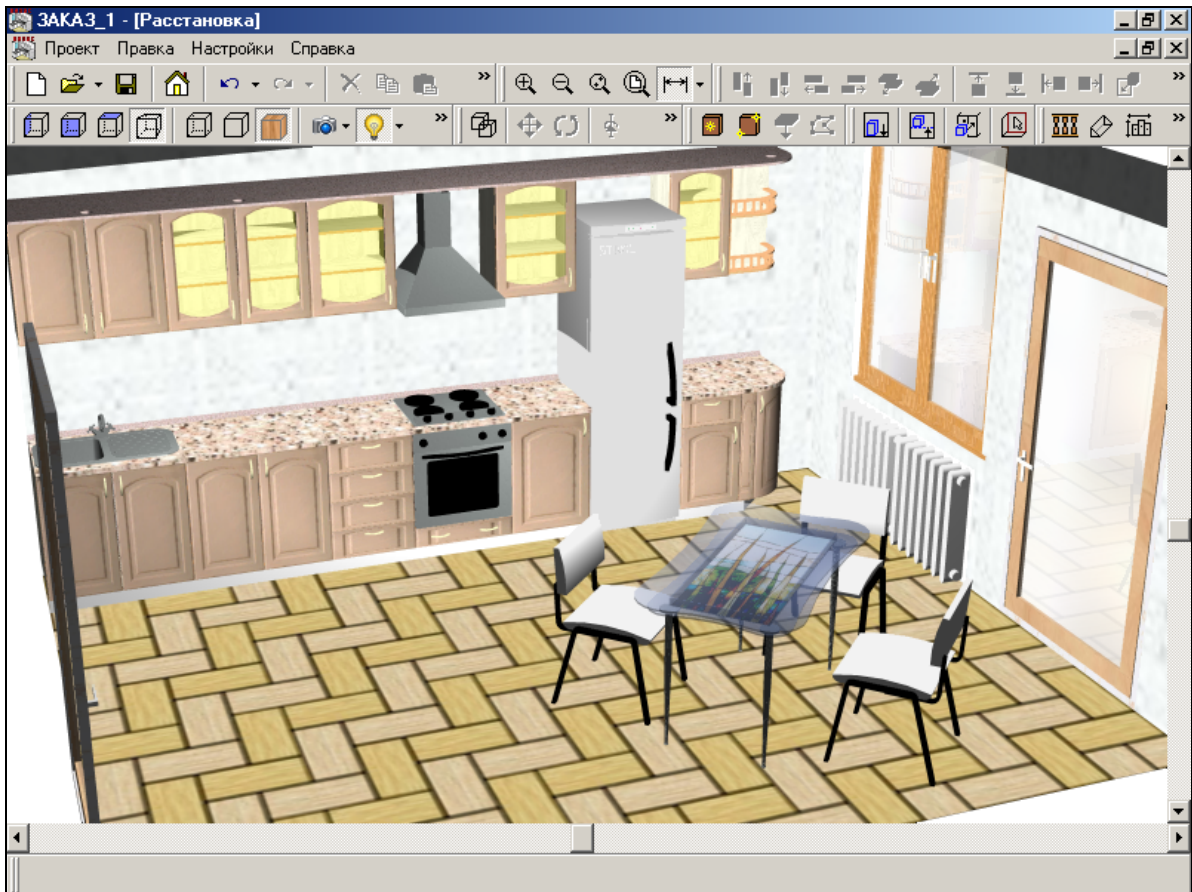 ЗАКАЗ_1 - [Расстановка]
Проект Правка Настройки Справка